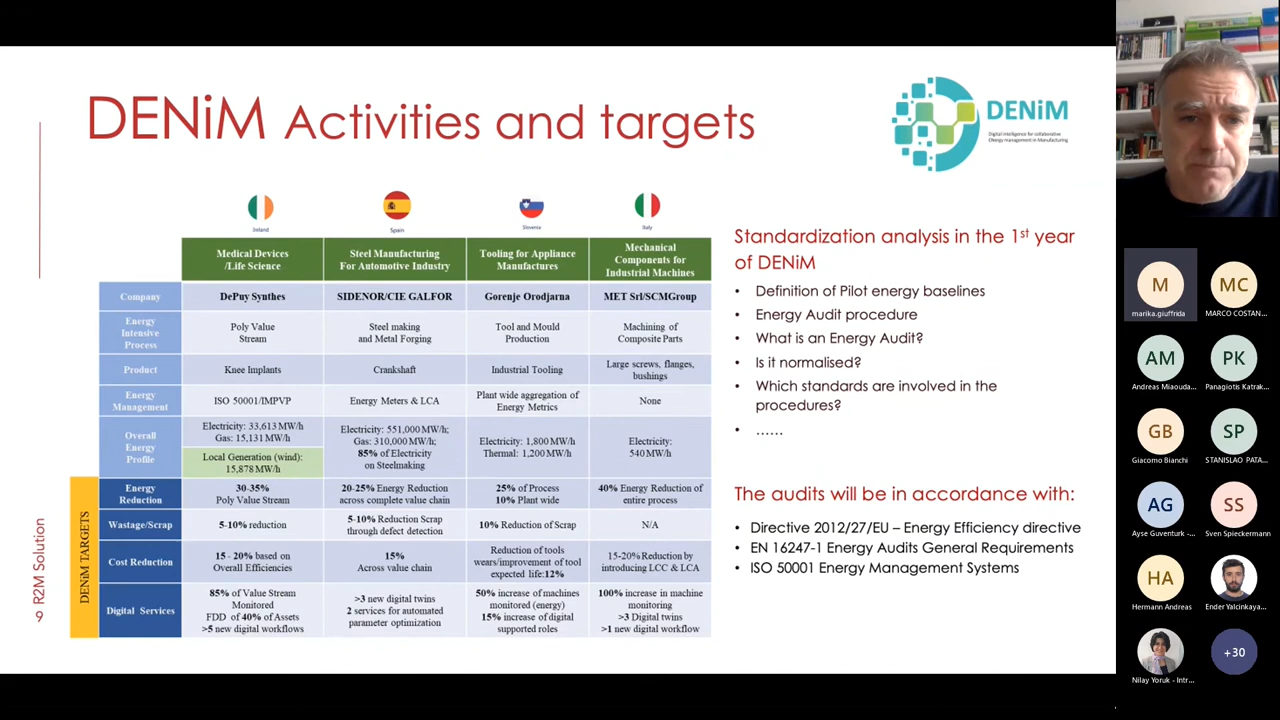 DENiM Activities and targets
DENiM
Digital intelligence for collaborative
ENergy management in Manufacturing
Ireland
Spain
Slovenia
Italy
Medical Devices
/Life Science
Steel Manufacturing
For Automotive Industry
Tooling for Appliance
Manufactures
Mechanical
Components for
Industrial Machines
Company
DePuy Synthes
SIDENOR/CIE GALFOR
Gorenje Orodjarna
MET Srl/SCMGroup
Energy
Intensive
Process
Poly Value
Stream
Steel making
and Metal Forging
Tool and Mould
Production
Machining of
Composite Parts
Product
Knee Implants
Crankshaft
Industrial Tooling
Large screws, flanges,
bushings
Energy
Management
ISO 50001/IMPVP
Energy Meters & LCA
Plant wide aggregation of
Energy Metrics
None
Overall
Energy
Profile
Electricity: 33,613 MW/h
Gas: 15,131 MW/h
Local Generation (wind):
15,878 MW/h
Electricity: 551,000 MW/h;
Gas: 310,000 MW/h;
85% of Electricity
on Steelmaking
Electricity: 1,800 MW/h
Thermal: 1,200 MW/h
Electricity:
540 MW/h
DENiM TARGETS
Energy
Reduction
30-35%
Poly Value Stream
20-25% Energy Reduction
across complete value chain
25% of Process
10% Plant wide
40% Energy Reduction of
entire process
Wastage/Scrap
5-10% reduction
5-10% Reduction Scrap
through defect detection
10% Reduction of Scrap
N/A
Cost Reduction
15 - 20% based on
Overall Efficiencies
15%
Across value chain
Reduction of tools
wears/improvement of tool
expected life:12%
15-20% Reduction by
introducing LCC & LCA
Digital Services
85% of Value Stream
Monitored
FDD of 40% of Assets
>5 new digital workflows
>3 new digital twins
2 services for automated
parameter optimization
50% increase of machines
monitored (energy)
15% increase of digital
supported roles
100% increase in machine
monitoring
>3 Digital twins
>1 new digital workflow
9 R2M Solution
Standardization analysis in the 1st year
of DENiM
• Definition of Pilot energy baselines
• Energy Audit procedure
• What is an Energy Audit?
• Is it normalised?
• Which standards are involved in the
procedures?
• ......
The audits will be in accordance with:
• Directive 2012/27/EU – Energy Efficiency directive
• EN 16247-1 Energy Audits General Requirements
• ISO 50001 Energy Management Systems
M
marika.giuffrida
MC
MARCO COSTAN...
AM
Andreas Miaouda...
PK
Panagiotis Katrak...
GB
Giacomo Bianchi
SP
STANISLAO PATA...
AG
Ayse Guventurk -...
SS
Sven Spieckermann
HA
Hermann Andreas
Ender Yalcinkaya...
Nilay Yoruk - Intr...
+30